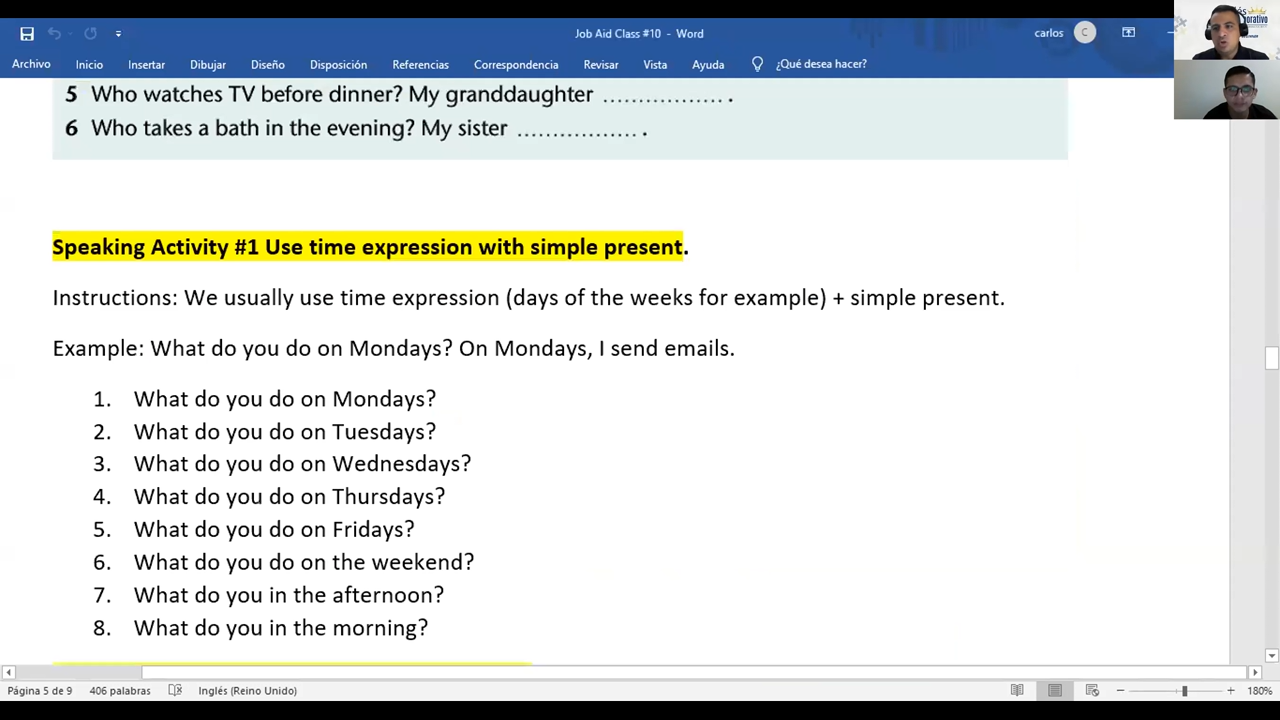 Job Aid Class #10 - Word
carlos
C
Archivo Inicio Insertar Dibujar Diseño Disposición Referencias Correspondencia Revisar Vista Ayuda ¿Qué desea hacer?
5 Who watches TV before dinner? My granddaughter .................. .
6 Who takes a bath in the evening? My sister .................. .
Speaking Activity #1 Use time expression with simple present.
Instructions: We usually use time expression (days of the weeks for example) + simple present.
Example: What do you do on Mondays? On Mondays, I send emails.
1. What do you do on Mondays?
2. What do you do on Tuesdays?
3. What do you do on Wednesdays?
4. What do you do on Thursdays?
5. What do you do on Fridays?
6. What do you do on the weekend?
7. What do you in the afternoon?
8. What do you in the morning?
Página 5 de 9 406 palabras Inglés (Reino Unido) 180%